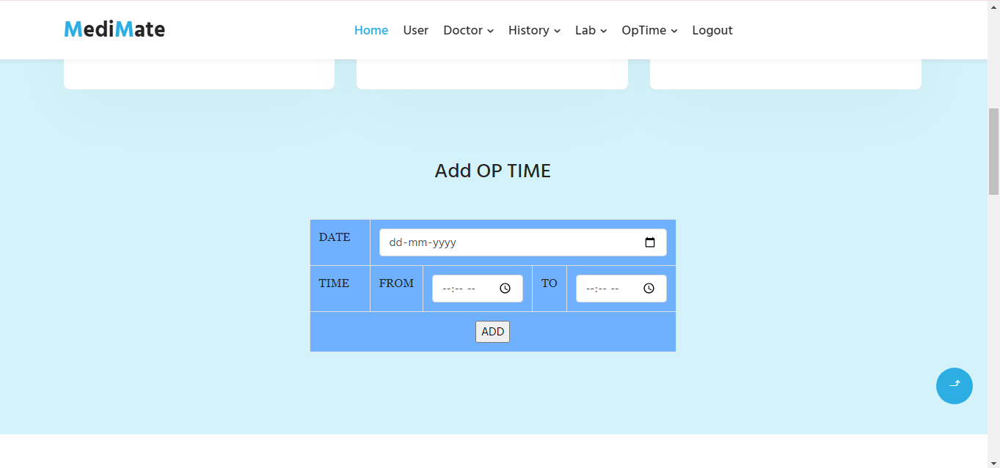 MediMate Home User Doctor History Lab OpTime Logout
Add OP TIME
DATE dd-mm-yyyy
TIME FROM --:-- -- TO --:-- --
ADD